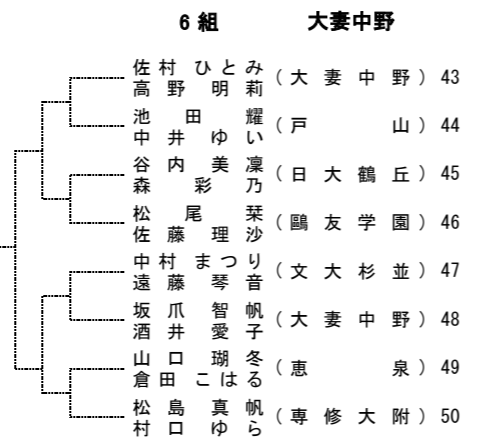 6 組 大妻中野
佐村 ひとみ
高野 明莉 (大妻中野) 43
池田 耀
中井 ゆい (戸山) 44
谷内 美凜
森 彩乃 (日大鶴丘) 45
松尾 栞
佐藤 理沙 (鷗友学園) 46
中村 まつり
遠藤 琴音 (文大杉並) 47
坂爪 智帆
酒井 愛子 (大妻中野) 48
山口 瑚冬
倉田 こはる (恵泉) 49
松島 真帆
村口 ゆら (専修大附) 50